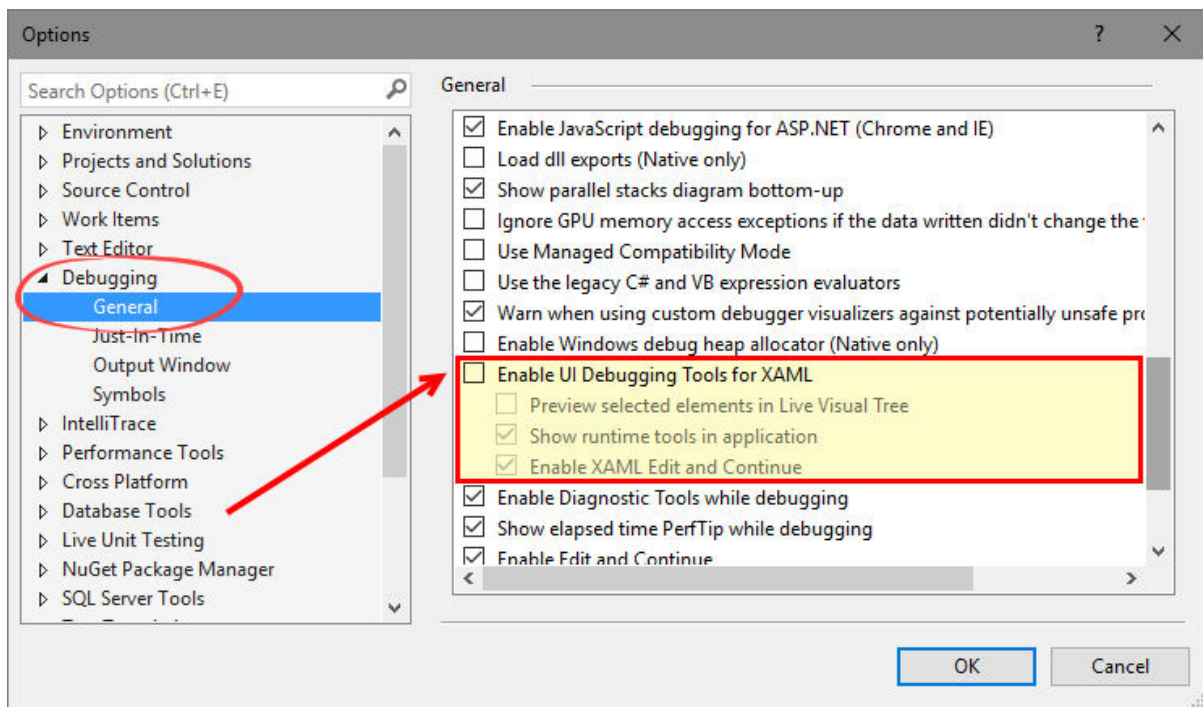 Options
?
Search Options (Ctrl+E)
Environment
Projects and Solutions
Source Control
Work Items
Text Editor
Debugging
General
Just-In-Time
Output Window
Symbols
IntelliTrace
Performance Tools
Cross Platform
Database Tools
Live Unit Testing
NuGet Package Manager
SQL Server Tools
General
Enable JavaScript debugging for ASP.NET (Chrome and IE)
Load dll exports (Native only)
Show parallel stacks diagram bottom-up
Ignore GPU memory access exceptions if the data written didn't change the
Use Managed Compatibility Mode
Use the legacy C# and VB expression evaluators
Warn when using custom debugger visualizers against potentially unsafe
Enable Windows debug heap allocator (Native only)
Enable UI Debugging Tools for XAML
Preview selected elements in Live Visual Tree
Show runtime tools in application
Enable XAML Edit and Continue
Enable Diagnostic Tools while debugging
Show elapsed time PerfTip while debugging
Enable Edit and Continue
OK
Cancel